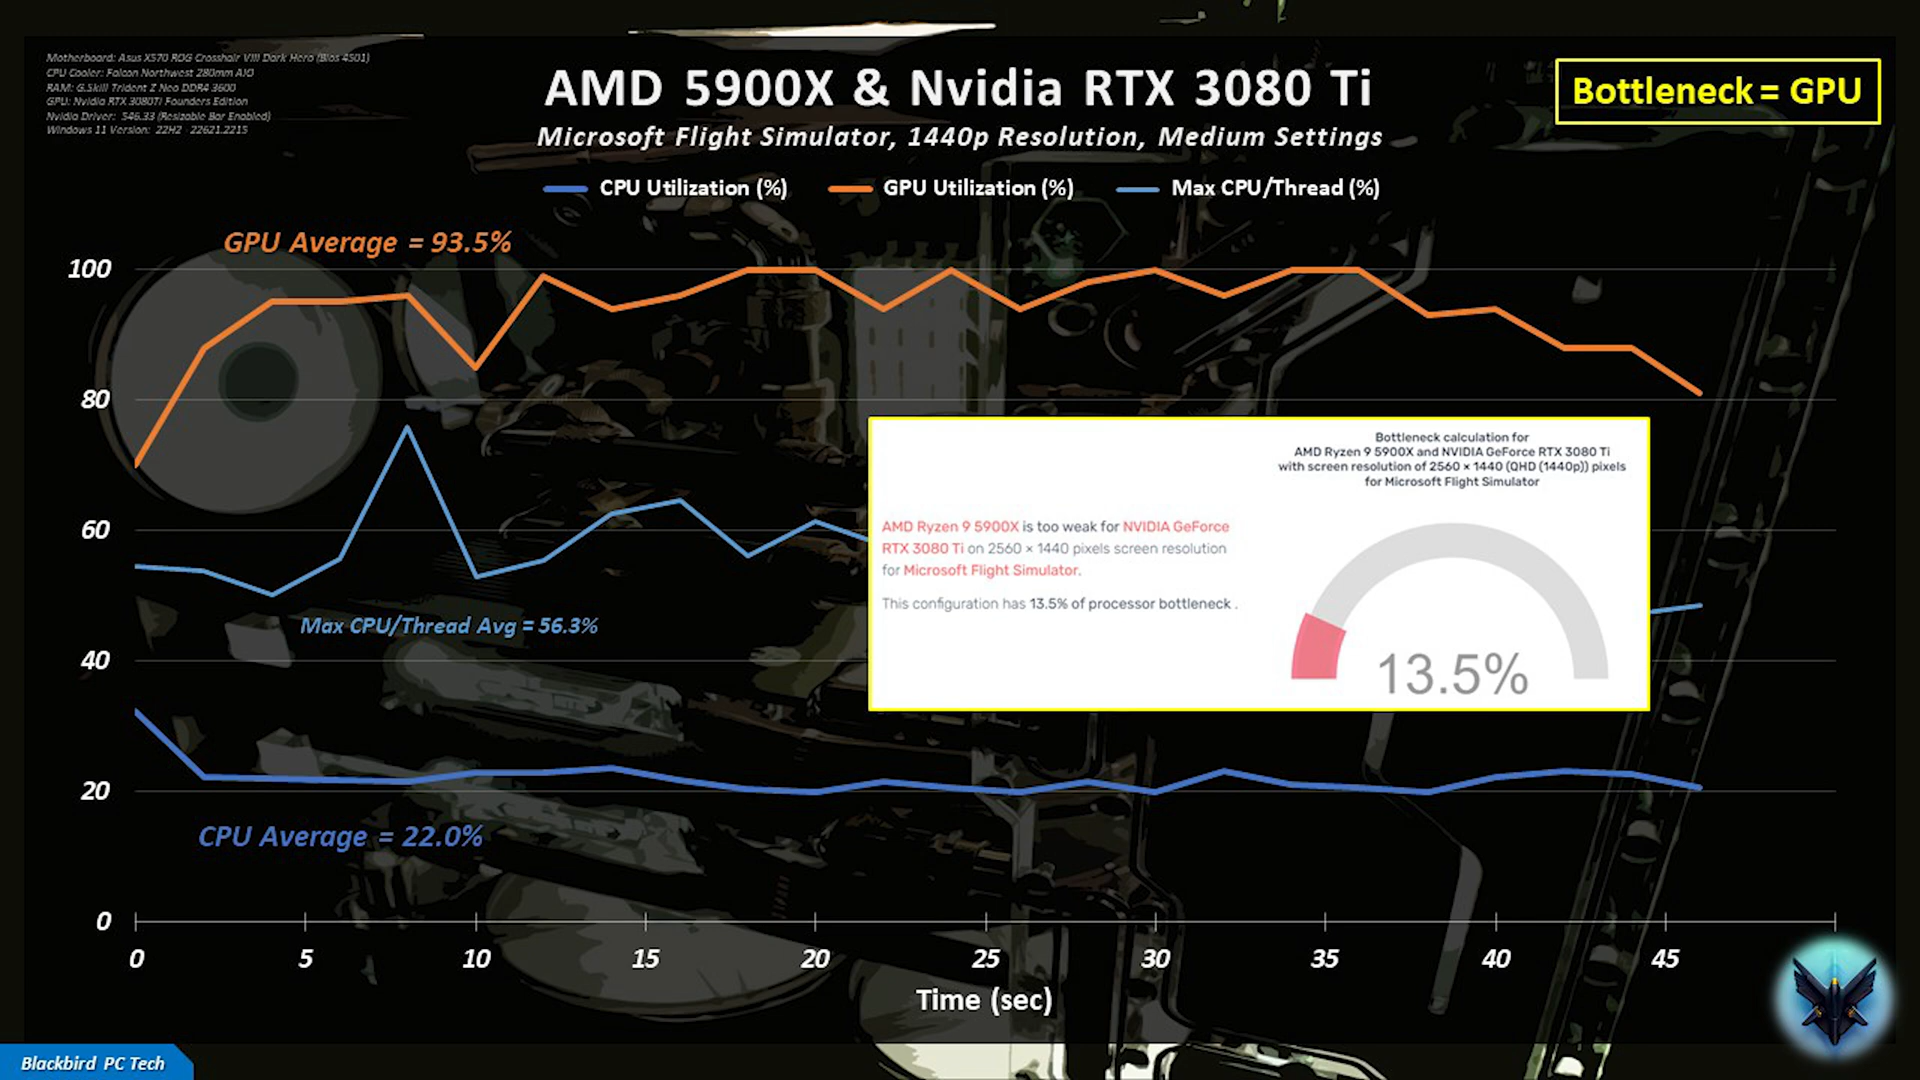 Motherboard: Asus X570 ROG Crosshair VIII Dark Hero (Bios 4501)
CPU Cooler: Falcon Northwest 280mm AIO
RAM: G.Skill Trident Z Neo DDR4 3600
GPU: Nvidia RTX 3080Ti Founders Edition
Nvidia Driver: 546.33 (Resizable Bar Enabled)
Windows 11 Version: 22H2 - 22621.2215
AMD 5900X & Nvidia RTX 3080 Ti
Microsoft Flight Simulator, 1440p Resolution, Medium Settings
Bottleneck = GPU
CPU Utilization (%) GPU Utilization (%) Max CPU/Thread (%)
GPU Average = 93.5%
100
80
60
40
20
0
Max CPU/Thread Avg = 56.3%
CPU Average = 22.0%
Bottleneck calculation for
AMD Ryzen 9 5900X and NVIDIA GeForce RTX 3080 Ti
with screen resolution of 2560 × 1440 (QHD (1440p)) pixels
for Microsoft Flight Simulator
AMD Ryzen 9 5900X is too weak for NVIDIA GeForce
RTX 3080 Ti on 2560 × 1440 pixels screen resolution
for Microsoft Flight Simulator.
This configuration has 13.5% of processor bottleneck .
13.5%
0 5 10 15 20 25 30 35 40 45
Time (sec)
Blackbird PC Tech